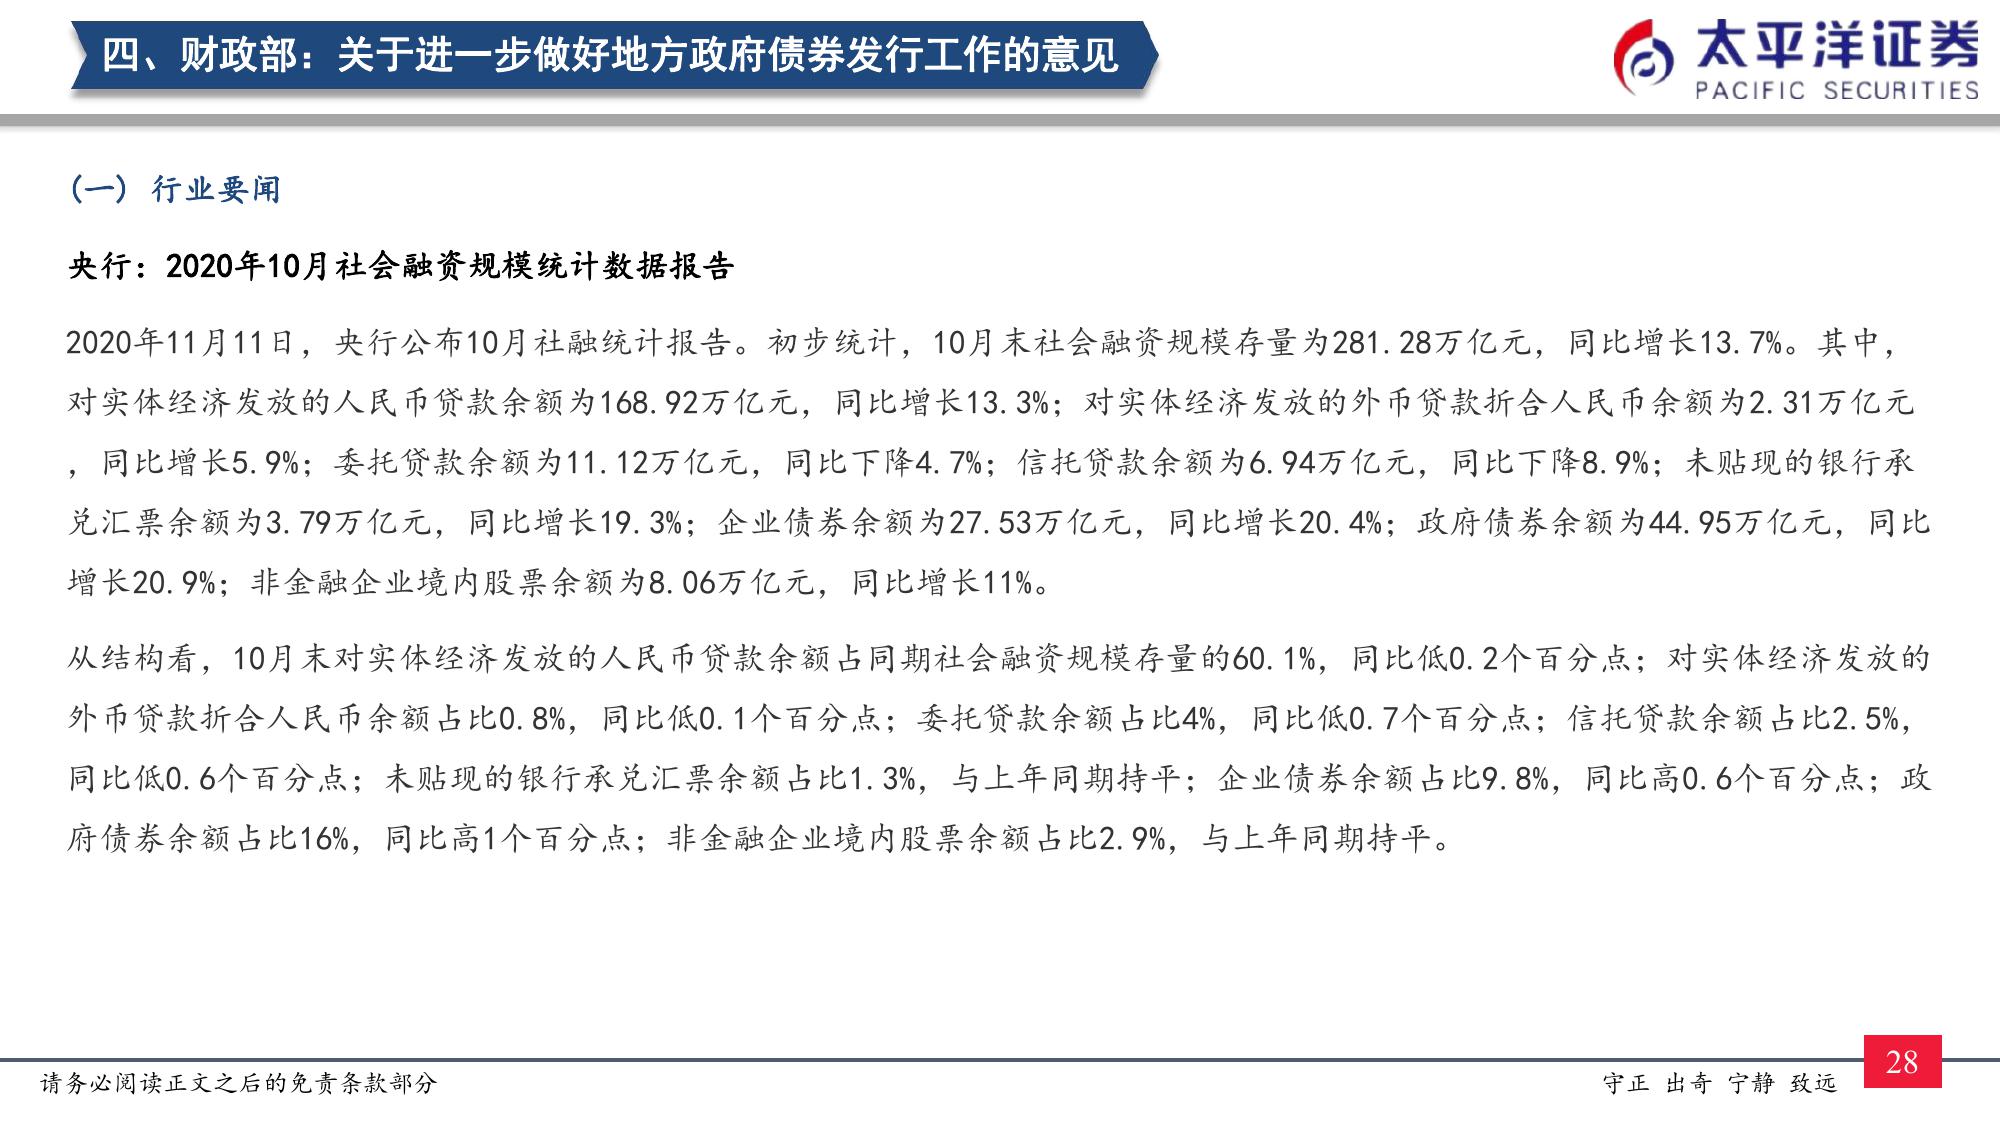 四、财政部：关于进一步做好地方政府债券发行工作的意见
太平洋证券
PACIFIC SECURITIES
(一) 行业要闻
央行：2020年10月社会融资规模统计数据报告
2020年11月11日，央行公布10月社融统计报告。初步统计，10月末社会融资规模存量为281.28万亿元，同比增长13.7%。其中，
对实体经济发放的人民币贷款余额为168.92万亿元，同比增长13.3%；对实体经济发放的外币贷款折合人民币余额为2.31万亿元
，同比增长5.9%；委托贷款余额为11.12万亿元，同比下降4.7%；信托贷款余额为6.94万亿元，同比下降8.9%；未贴现的银行承
兑汇票余额为3.79万亿元，同比增长19.3%；企业债券余额为27.53万亿元，同比增长20.4%；政府债券余额为44.95万亿元，同比
增长20.9%；非金融企业境内股票余额为8.06万亿元，同比增长11%。
从结构看，10月末对实体经济发放的人民币贷款余额占同期社会融资规模存量的60.1%，同比低0.2个百分点；对实体经济发放的
外币贷款折合人民币余额占比0.8%，同比低0.1个百分点；委托贷款余额占比4%，同比低0.7个百分点；信托贷款余额占比2.5%，
同比低0.6个百分点；未贴现的银行承兑汇票余额占比1.3%，与上年同期持平；企业债券余额占比9.8%，同比高0.6个百分点；政
府债券余额占比16%，同比高1个百分点；非金融企业境内股票余额占比2.9%，与上年同期持平。
请务必阅读正文之后的免责条款部分
守正 出奇 宁静 致远
28